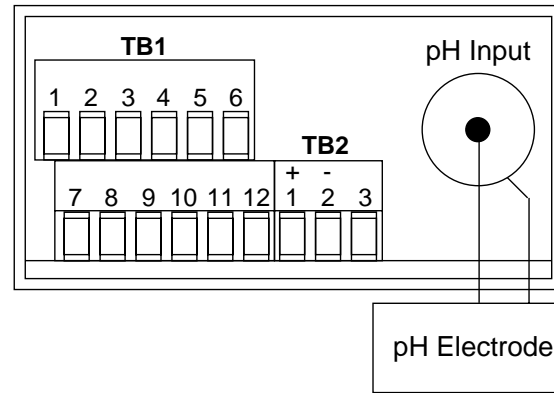 TB1
pH Input
1 2 3 4 5 6
TB2
+ -
7 8 9 10 11 12 1 2 3
pH Electrode